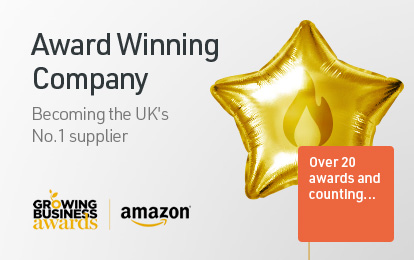 Award Winning
Company
Becoming the UK's
No.1 supplier
Over 20
awards and
counting...
GROWING
BUSINESS
awards
amazon